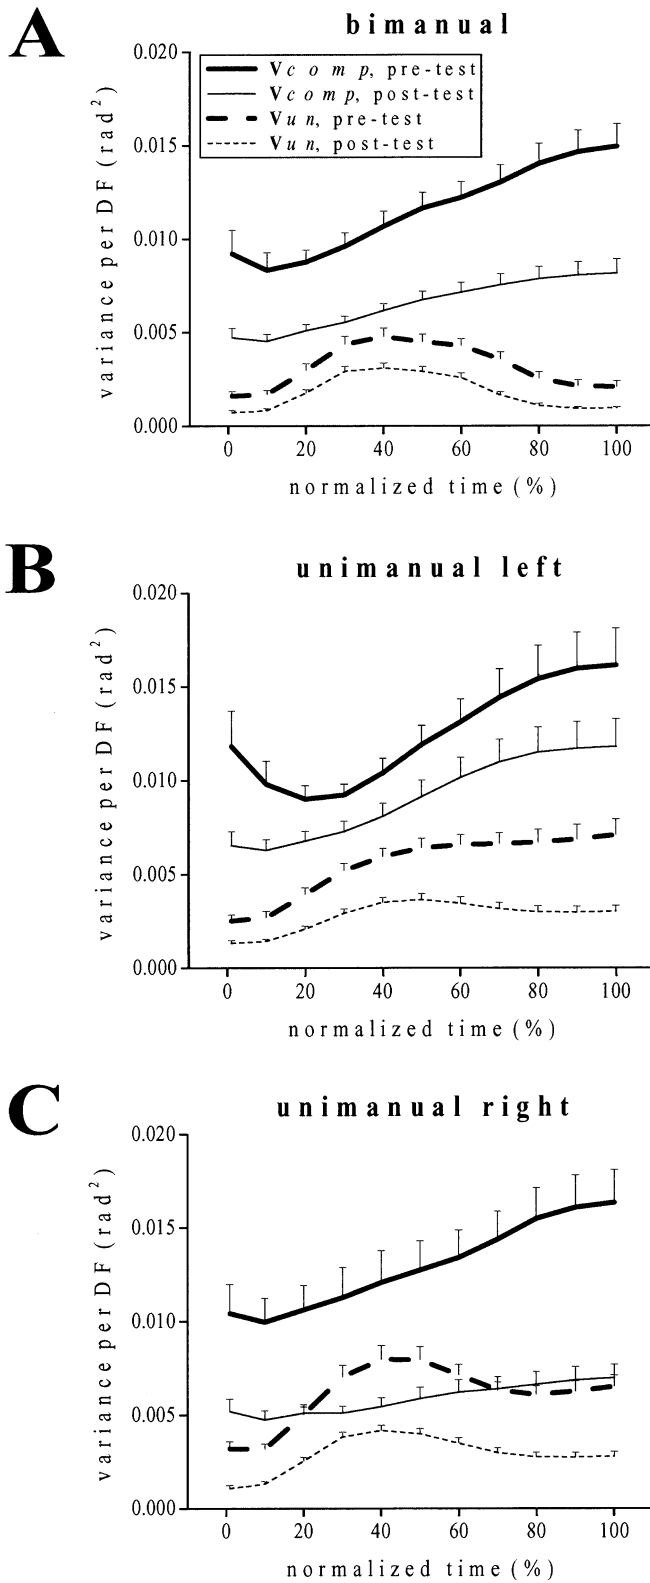 A
bimanual
0.020
0.015
0.010
0.005
0.000
variance per DF (rad²)
Vcomp, pre-test
Vcomp, post-test
Vun, pre-test
Vun, post-test
0 20 40 60 80 100
normalized time (%)
B
unimanual left
0.020
0.015
0.010
0.005
0.000
variance per DF (rad²)
0 20 40 60 80 100
normalized time (%)
C
unimanual right
0.020
0.015
0.010
0.005
0.000
variance per DF (rad²)
0 20 40 60 80 100
normalized time (%)